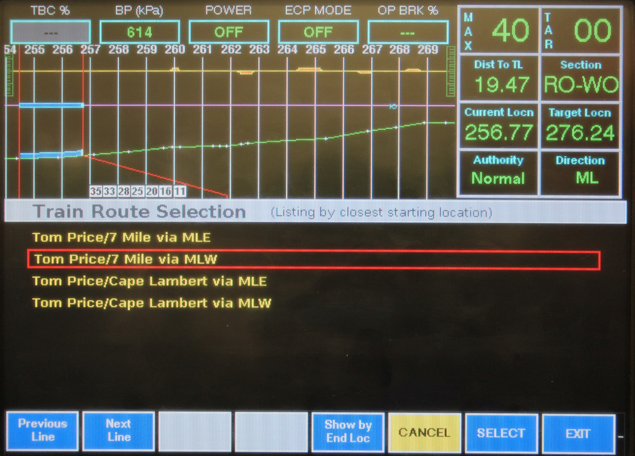 TBC % BP (kPa) POWER ECP MODE OP BRK %
--- 614 OFF OFF ---
MAX 40 TAR 00
54 265 266 267 259 260 261 262 263 264 265 266 267 268 269
Dist To TL Section
19.47 RO-WO
Current Locn Target Locn
256.77 276.24
Authority Direction
Normal ML
35 33 28 25 20 16 11
Train Route Selection (Listing by closest starting location)
Tom Price/7 Mile via MLE
Tom Price/7 Mile via MLW
Tom Price/Cape Lambert via MLE
Tom Price/Cape Lambert via MLW
Previous Line Next Line Show by End Loc CANCEL SELECT EXIT